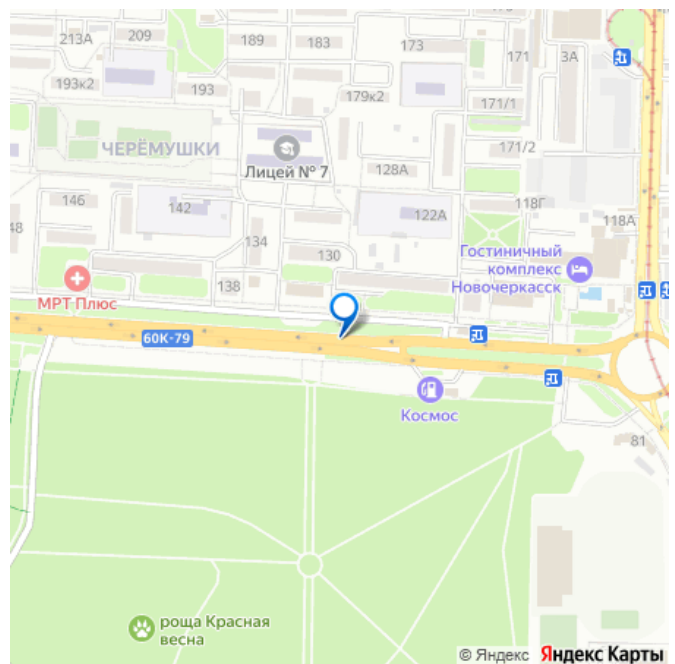 213А
209
189
183
173
171
3А
193к2
193
179к2
171/1
ЧЕРЁМУШКИ
171/2
Лицей № 7
128А
146
142
122А
118Г
118А
48
134
130
Гостиничный
комплекс
Новочеркасск
138
МРТ Плюс
60К-79
Космос
81
роща Красная
весна
© Яндекс Яндекс Карты